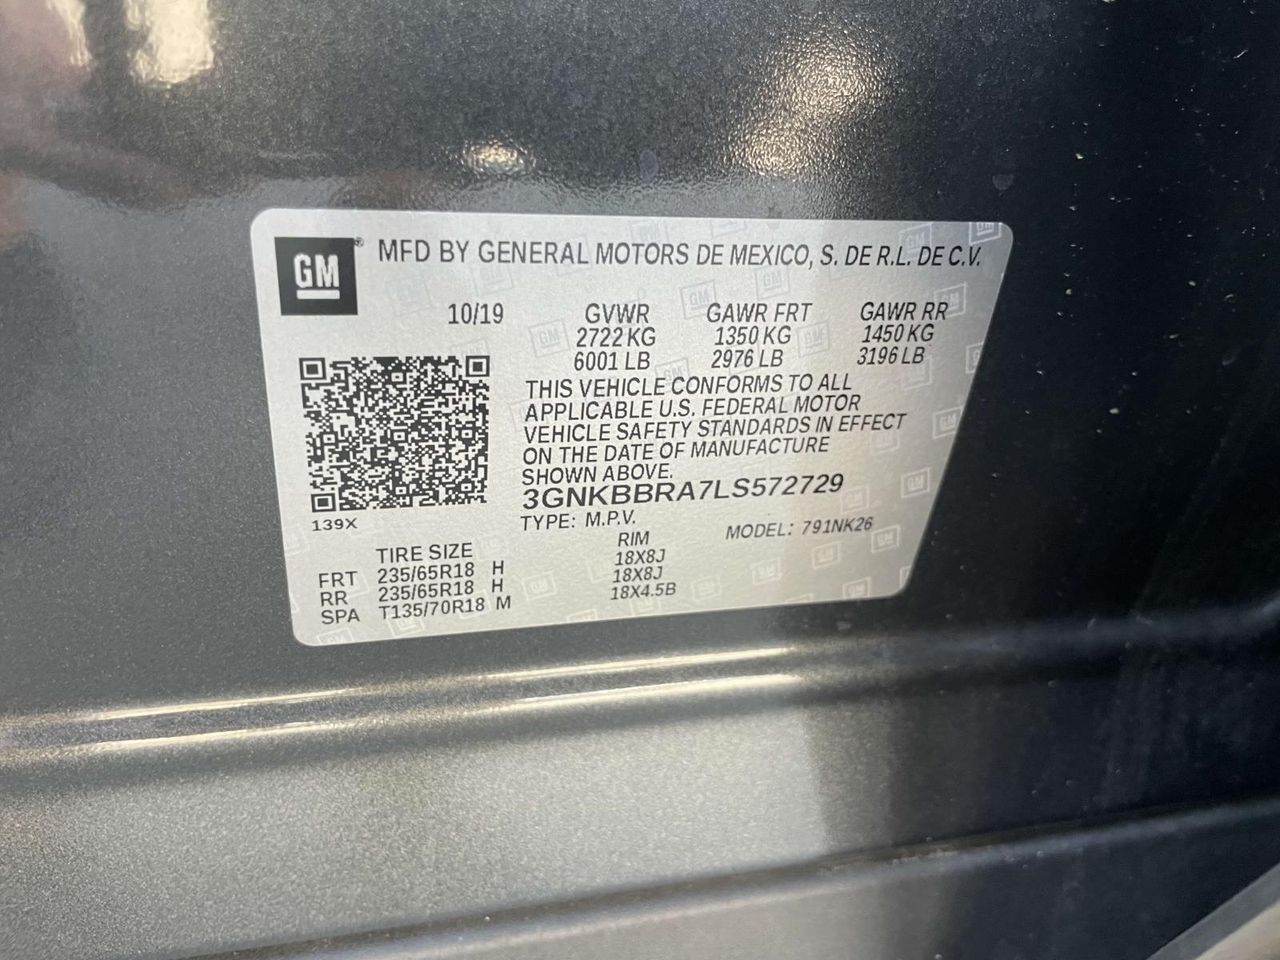 GM ® MFD BY GENERAL MOTORS DE MEXICO, S. DE R.L. DE C.V.
10/19 GVWR GAWR FRT GAWR RR
2722 KG 1350 KG 1450 KG
6001 LB 2976 LB 3196 LB
THIS VEHICLE CONFORMS TO ALL
APPLICABLE U.S. FEDERAL MOTOR
VEHICLE SAFETY STANDARDS IN EFFECT
ON THE DATE OF MANUFACTURE
SHOWN ABOVE.
3GNKBBRA7LS572729
139X TYPE: M.P.V. MODEL: 791NK26
TIRE SIZE RIM
FRT 235/65R18 H 18X8J
RR 235/65R18 H 18X8J
SPA T135/70R18 M 18X4.5B